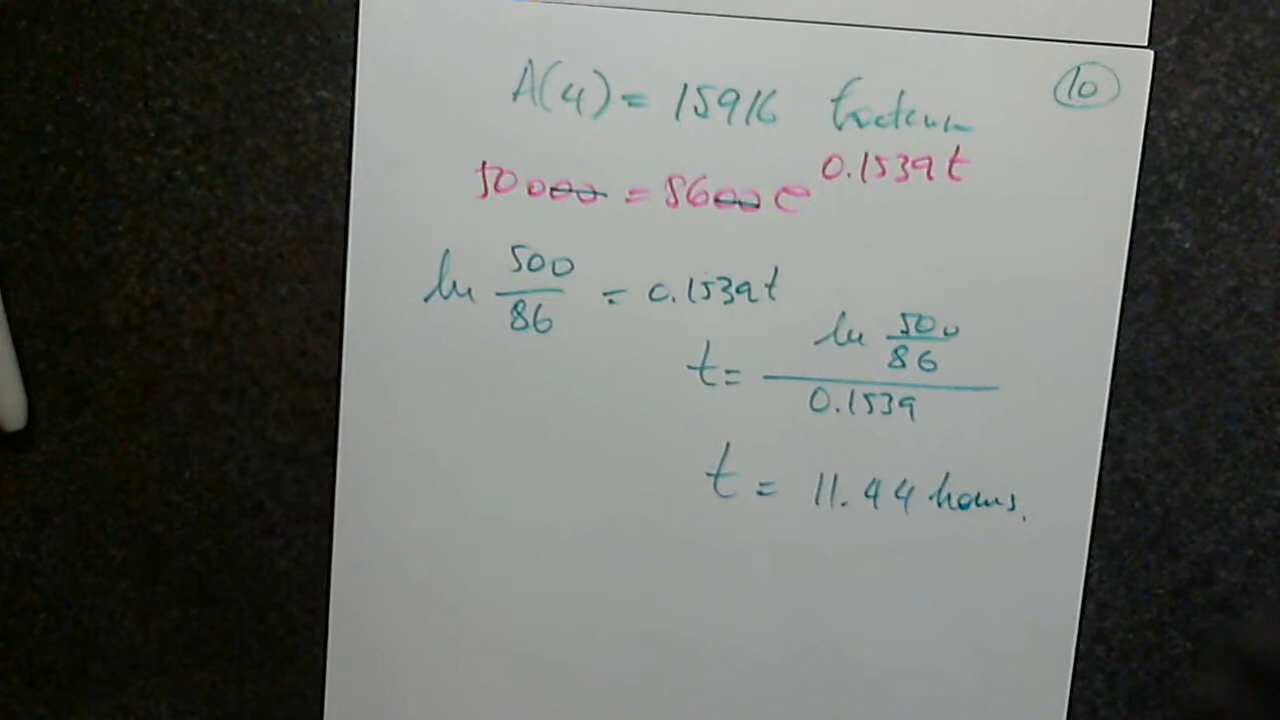 A(4) = 15916 bacteria
10
50000 = 8600 e^0.1539t
ln 500/86 = 0.1539t
t = ln 500/86 / 0.1539
t = 11.44 hours.